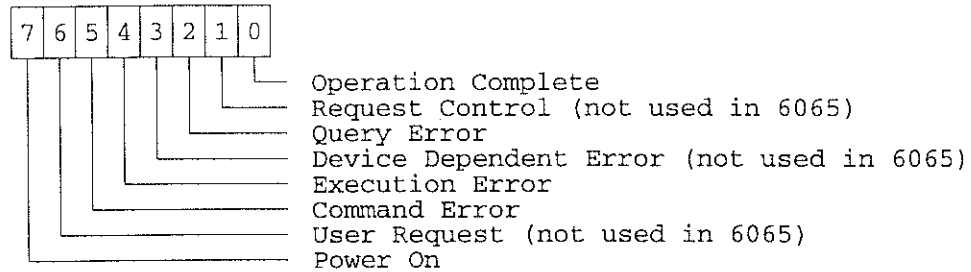 7 6 5 4 3 2 1 0
Operation Complete
Request Control (not used in 6065)
Query Error
Device Dependent Error (not used in 6065)
Execution Error
Command Error
User Request (not used in 6065)
Power On